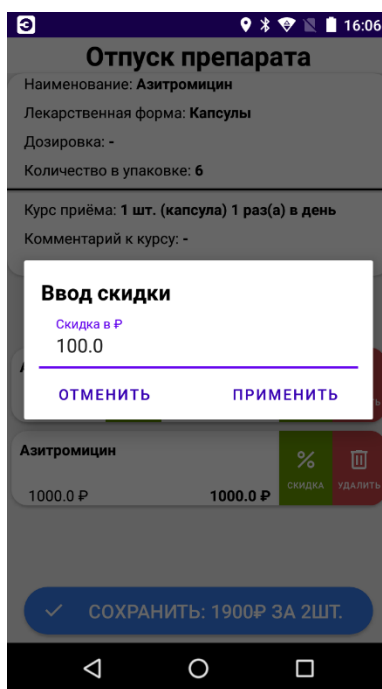 16:06
Отпуск препарата
Наименование: Азитромицин
Лекарственная форма: Капсулы
Дозировка: -
Количество в упаковке: 6
Курс приёма: 1 шт. (капсула) 1 раз(а) в день
Комментарий к курсу: -
Ввод скидки
Скидка в ₽
100.0
ОТМЕНИТЬ ПРИМЕНИТЬ
Азитромицин
1000.0 ₽ 1000.0 ₽ СКИДКА УДАЛИТЬ
СОХРАНИТЬ: 1900₽ ЗА 2ШТ.